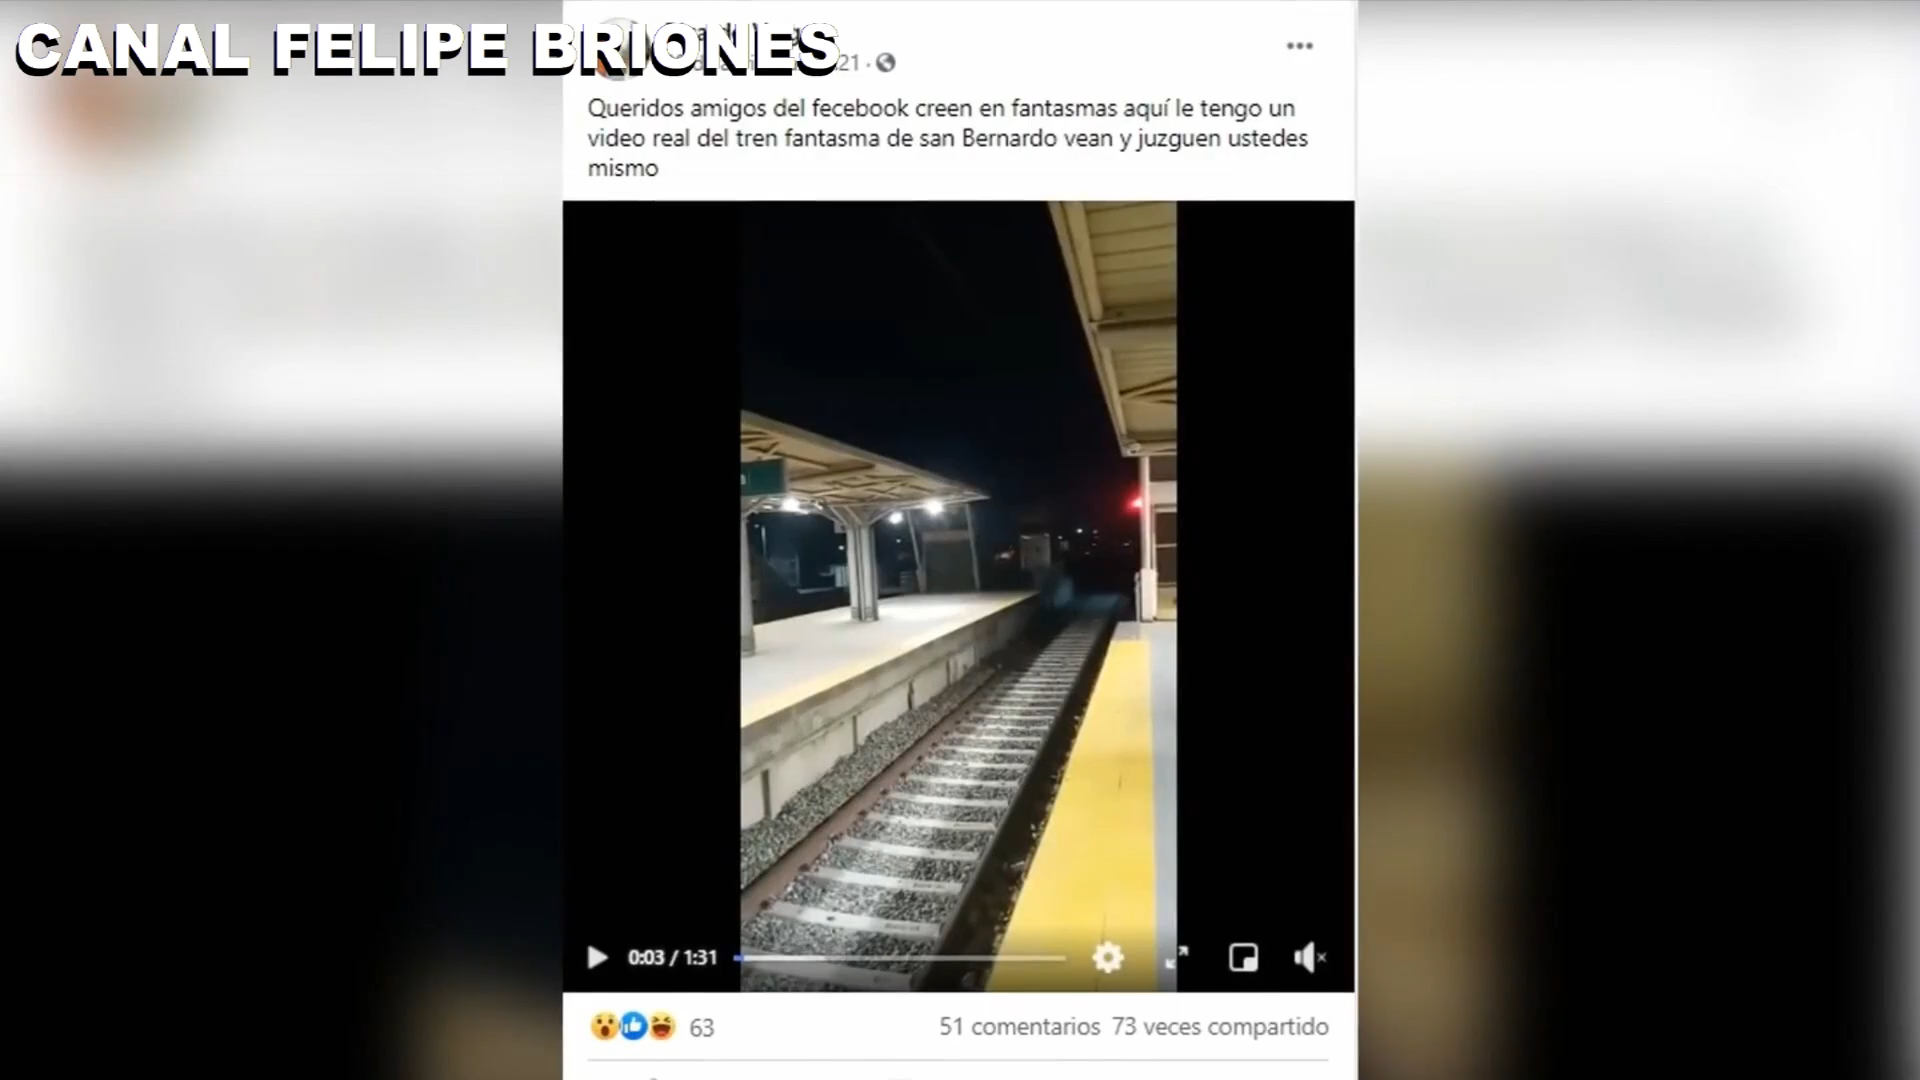 CANAL FELIPE BRIONES
21 ·
Queridos amigos del fecebook creen en fantasmas aquí le tengo un
video real del tren fantasma de san Bernardo vean y juzguen ustedes
mismo
0:03 / 1:31
63
51 comentarios 73 veces compartido